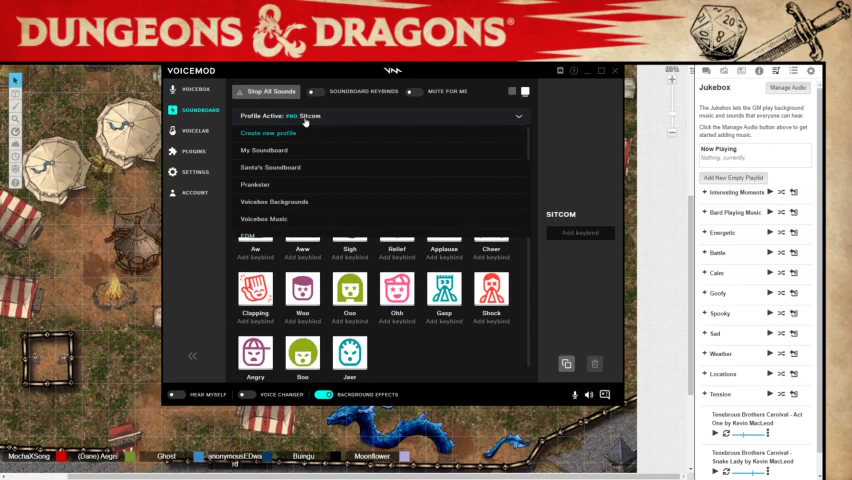 DUNGEONS & DRAGONS®
VOICEMOD
VOICEBOX
SOUNDBOARD
VOICELAB
PLUGINS
SETTINGS
ACCOUNT
Stop All Sounds
SOUNDBOARD KEYBINDS
MUTE FOR ME
Profile Active: PRO Sitcom
Create new profile
My Soundboard
Santa's Soundboard
Prankster
Voicebox Backgrounds
Voicebox Music
EDM
Aw Aww Sigh Relief Applause Cheer
Add keybind Add keybind Add keybind Add keybind Add keybind Add keybind
Clapping Woo Ooo Ohh Gasp Shock
Add keybind Add keybind Add keybind Add keybind Add keybind Add keybind
Angry Boo Jeer
SITCOM
Add keybind
HEAR MYSELF
VOICE CHANGER
BACKGROUND EFFECTS
Jukebox
Manage Audio
The Jukebox lets the GM play background
music and sounds that everyone can hear.
Click the Manage Audio button above to get
started adding music.
Now Playing
Nothing, currently.
Add New Empty Playlist
Interesting Moments
Bard Playing Music
Energetic
Battle
Calm
Goofy
Spooky
Sad
Weather
Locations
Tension
Tenebrous Brothers Carnival - Act
One by Kevin MacLeod
Tenebrous Brothers Carnival -
Snake Lady by Kevin MacLeod
MochaXSong
(Dane) Aegis
Ghost
anonymousEDwa
rd
Buingu
Moonflower